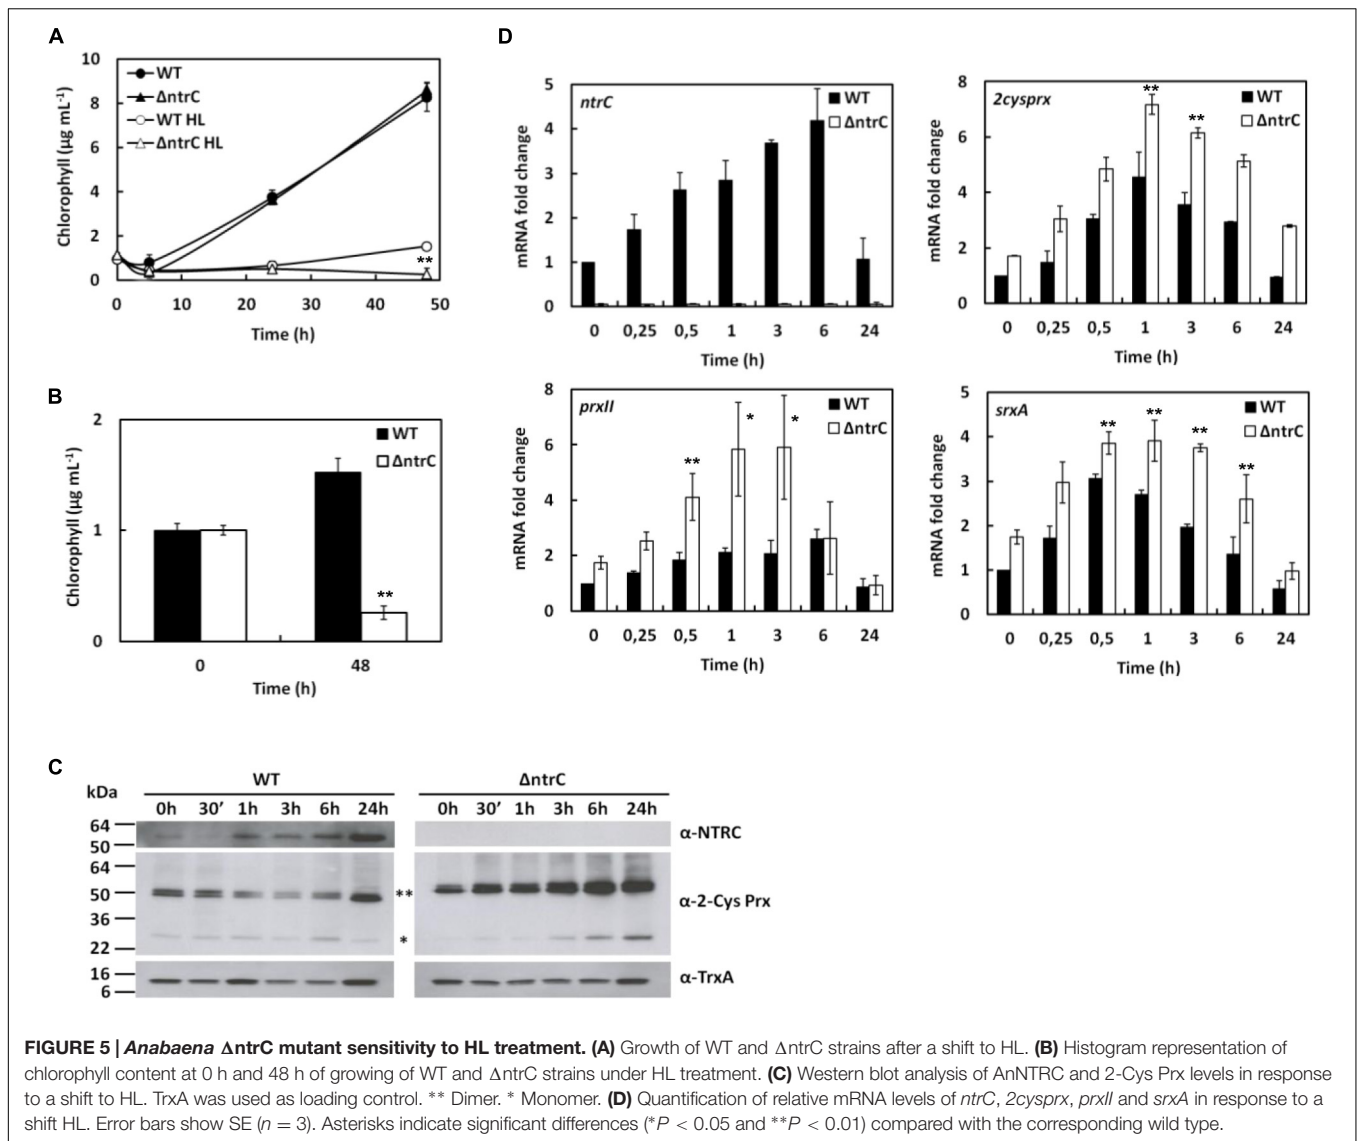 A
10
8
6
4
2
0
Chlorophyll (µg mL-1)
WT
ΔntrC
WT HL
ΔntrC HL
**
0 10 20 30 40 50
Time (h)
B
2
1
0
Chlorophyll (µg mL-1)
WT
ΔntrC
**
0 48
Time (h)
D
5
4
3
2
1
0
mRNA fold change
ntrC
WT
ΔntrC
0 0,25 0,5 1 3 6 24
Time (h)
8
6
4
2
0
mRNA fold change
2cysprx
WT
ΔntrC
** **
0 0,25 0,5 1 3 6 24
Time (h)
8
6
4
2
0
mRNA fold change
prxII
WT
ΔntrC
** * *
0 0,25 0,5 1 3 6 24
Time (h)
5
4
3
2
1
0
mRNA fold change
srxA
WT
ΔntrC
** ** ** **
0 0,25 0,5 1 3 6 24
Time (h)
C
WT ΔntrC
kDa
0h 30’ 1h 3h 6h 24h 0h 30’ 1h 3h 6h 24h
64
50
α-NTRC
64
50
36
22
**
*
α-2-Cys Prx
16
6
α-TrxA
FIGURE 5 | Anabaena ΔntrC mutant sensitivity to HL treatment. (A) Growth of WT and ΔntrC strains after a shift to HL. (B) Histogram representation of
chlorophyll content at 0 h and 48 h of growing of WT and ΔntrC strains under HL treatment. (C) Western blot analysis of AnNTRC and 2-Cys Prx levels in response
to a shift to HL. TrxA was used as loading control. ** Dimer. * Monomer. (D) Quantification of relative mRNA levels of ntrC, 2cysprx, prxII and srxA in response to a
shift HL. Error bars show SE (n = 3). Asterisks indicate significant differences (*P < 0.05 and **P < 0.01) compared with the corresponding wild type.